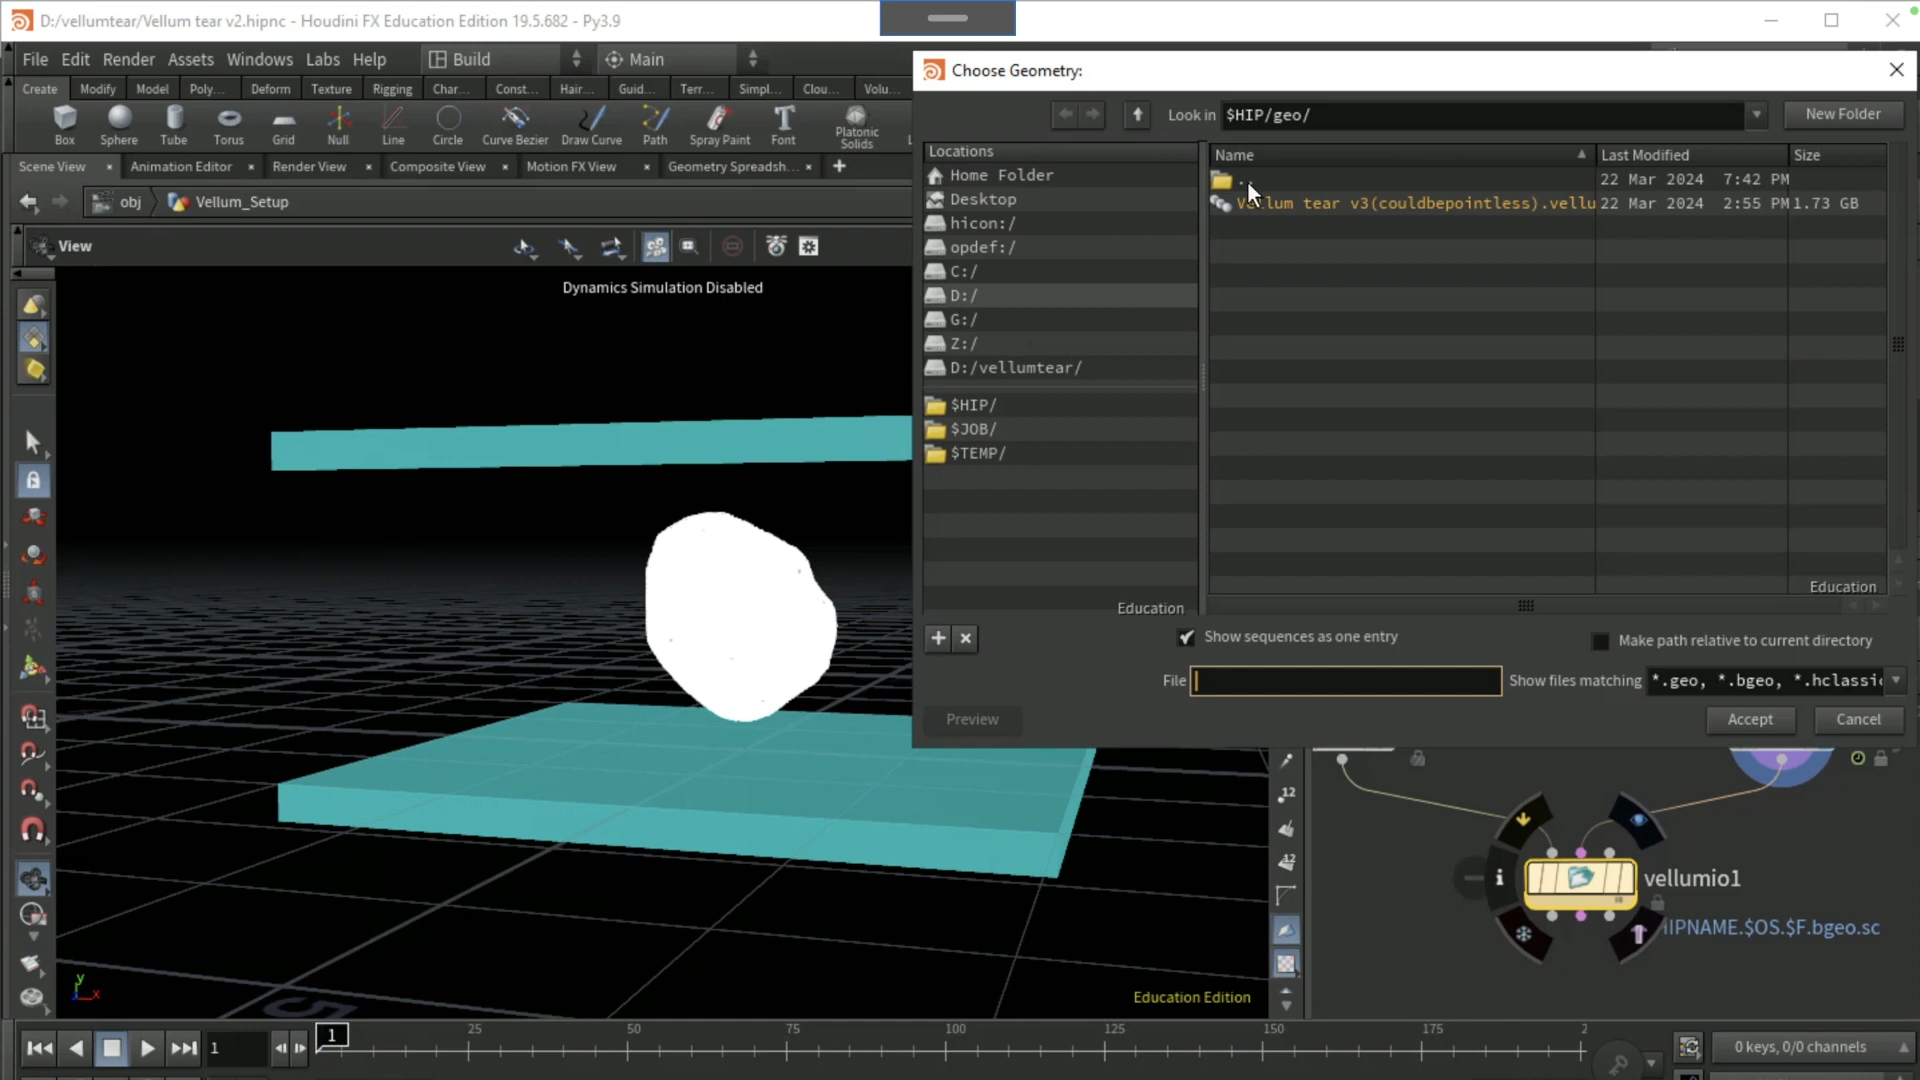 D:/vellumtear/Vellum tear v2.hipnc - Houdini FX Education Edition 19.5.682 - Py3.9
File Edit Render Assets Windows Labs Help Build Main
Create Modify Model Poly... Deform Texture Rigging Char... Const... Hair... Guid... Terr... Simpl... Clou... Volu...
Box Sphere Tube Torus Grid Null Line Circle Curve Bezier Draw Curve Path Spray Paint Font Platonic Solids
Scene View Animation Editor Render View Composite View Motion FX View Geometry Spreadsh...
obj Vellum_Setup
View
Dynamics Simulation Disabled
Education Edition
Choose Geometry:
Look in $HIP/geo/ New Folder
Locations
Home Folder
Desktop
hicon:/
opdef:/
C:/
D:/
G:/
Z:/
D:/vellumtear/
$HIP/
$JOB/
$TEMP/
Education
Name Last Modified Size
.. 22 Mar 2024 7:42 PM
Vellum tear v3(couldbepointless).vellu 22 Mar 2024 2:55 PM 1.73 GB
Education
Show sequences as one entry Make path relative to current directory
File Show files matching *.geo, *.bgeo, *.hclassic
Preview Accept Cancel
12
12
vellumio1
IPNAME.$OS.$F.bgeo.sc
y
x
5
1 1 25 50 75 100 125 150 175 2
0 keys, 0/0 channels